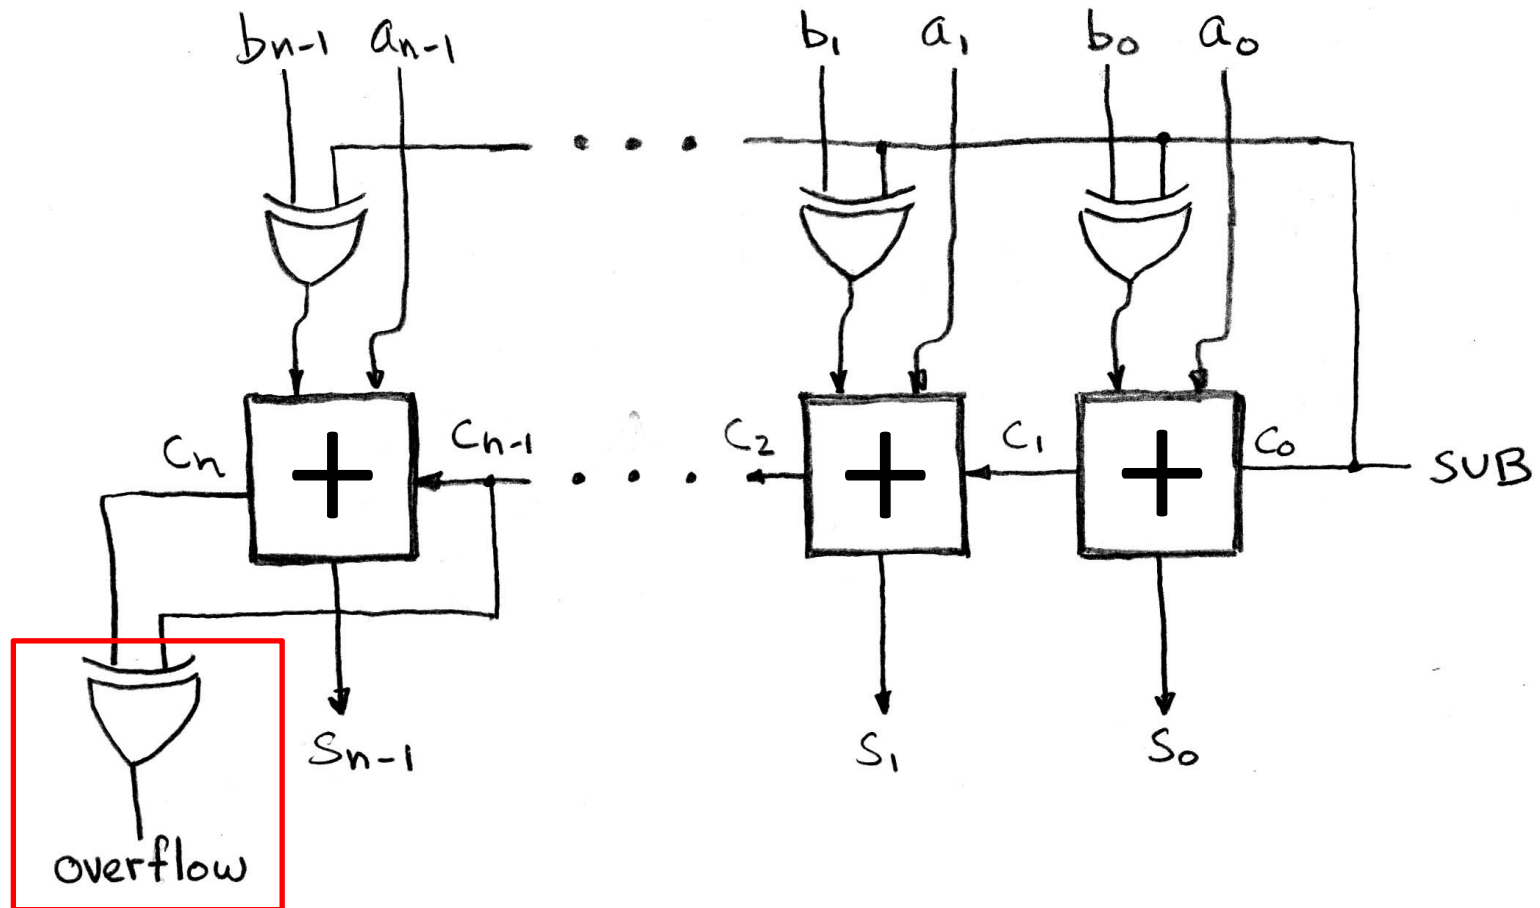 bn-1 an-1 b1 a1 b0 a0
cn + cn-1 c2 + c1 + c0 SUB
sn-1 s1 s0
overflow